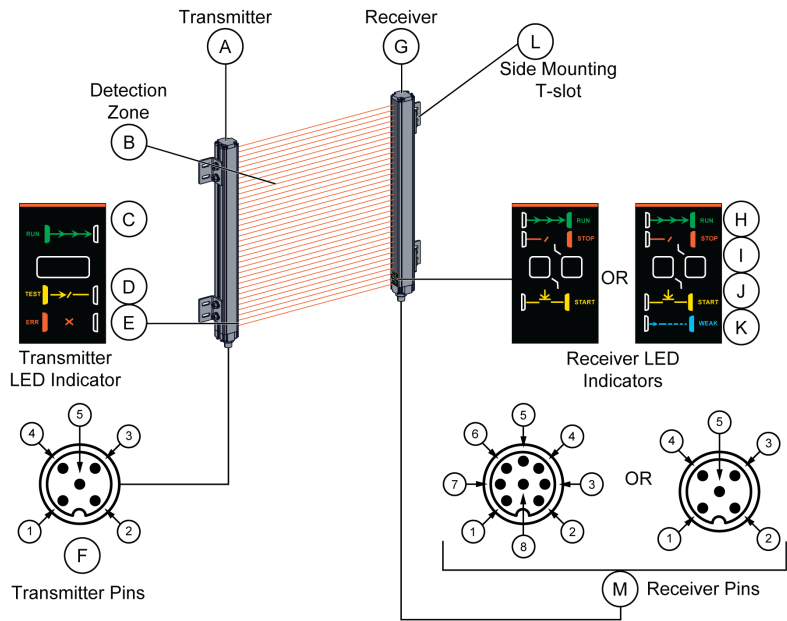 Transmitter
A
Receiver
G
L
Side Mounting
T-slot
Detection
Zone
B
RUN
TEST
ERR
C
D
E
Transmitter
LED Indicator
RUN
STOP
START
OR
RUN
STOP
START
WEAK
H
I
J
K
Receiver LED
Indicators
5
4
3
1
2
F
Transmitter Pins
5
6
4
7
3
1
2
8
OR
5
4
3
1
2
M
Receiver Pins